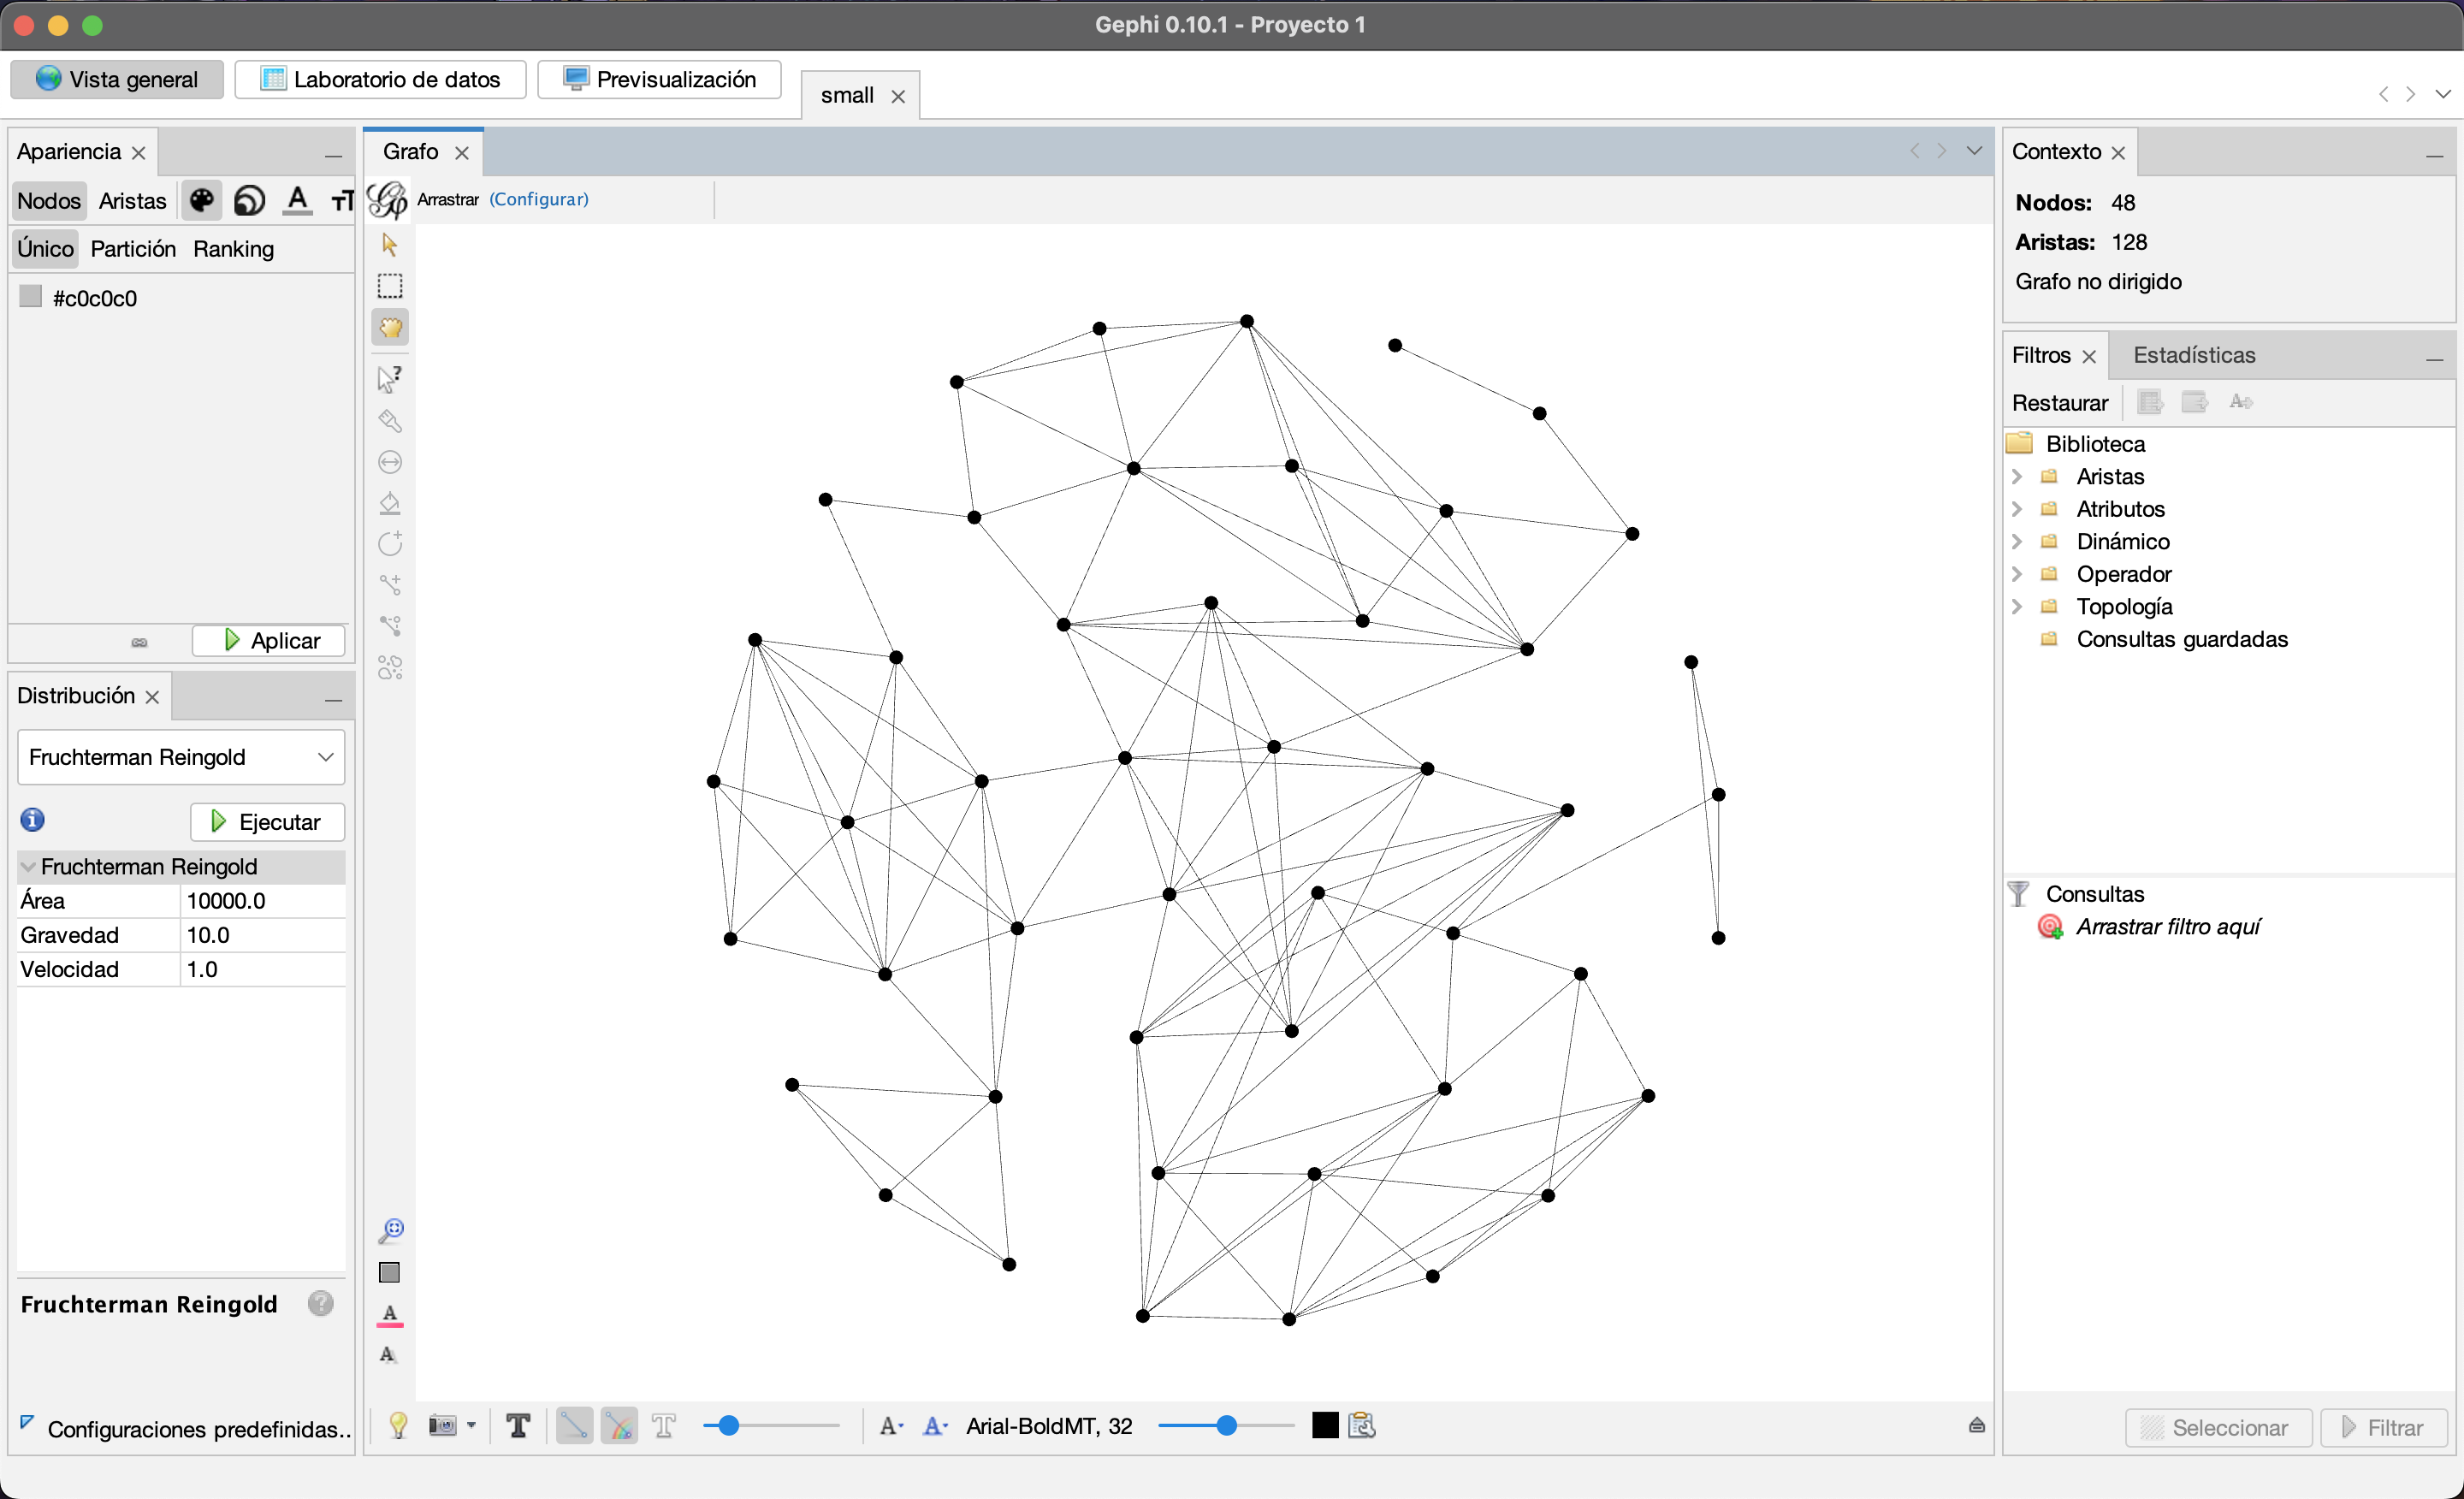 Gephi 0.10.1 - Proyecto 1
Vista general
Laboratorio de datos
Previsualización
small
Apariencia
Nodos
Aristas
Único
Partición
Ranking
#c0c0c0
Aplicar
Distribución
Fruchterman Reingold
Ejecutar
Fruchterman Reingold
Área 10000.0
Gravedad 10.0
Velocidad 1.0
Fruchterman Reingold
Configuraciones predefinidas..
Grafo
Arrastrar (Configurar)
Arial-BoldMT, 32
Contexto
Nodos: 48
Aristas: 128
Grafo no dirigido
Filtros
Estadísticas
Restaurar
Biblioteca
Aristas
Atributos
Dinámico
Operador
Topología
Consultas guardadas
Consultas
Arrastrar filtro aquí
Seleccionar
Filtrar